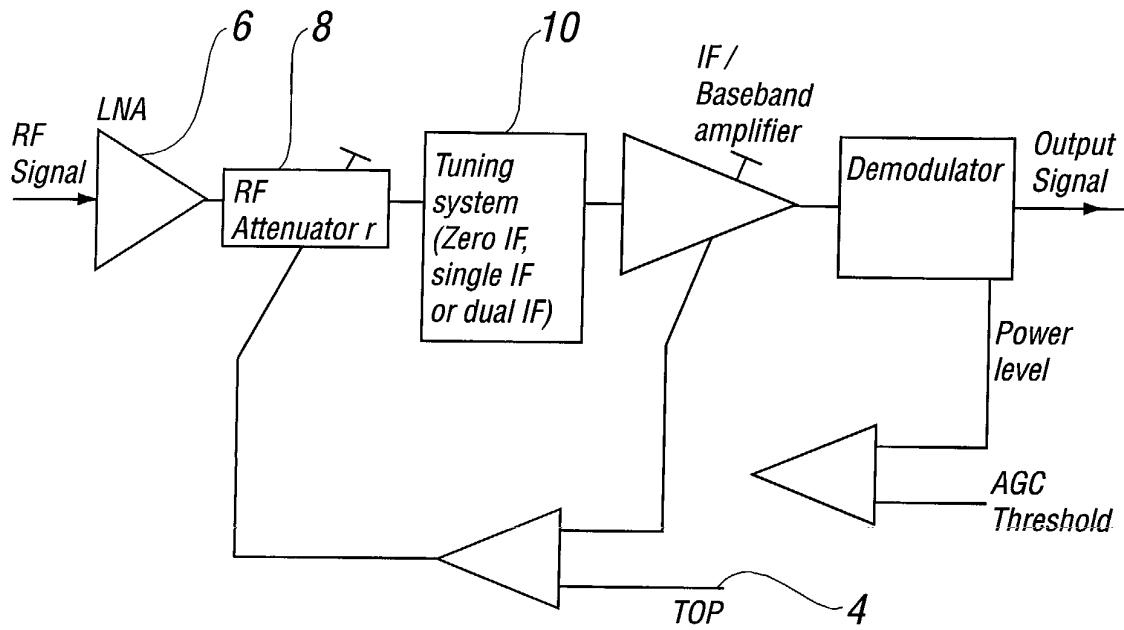 6
8
10
LNA
RF
Signal
RF
Attenuator r
Tuning
system
(Zero IF,
single IF
or dual IF)
IF /
Baseband
amplifier
Demodulator
Output
Signal
Power
level
AGC
Threshold
TOP
4